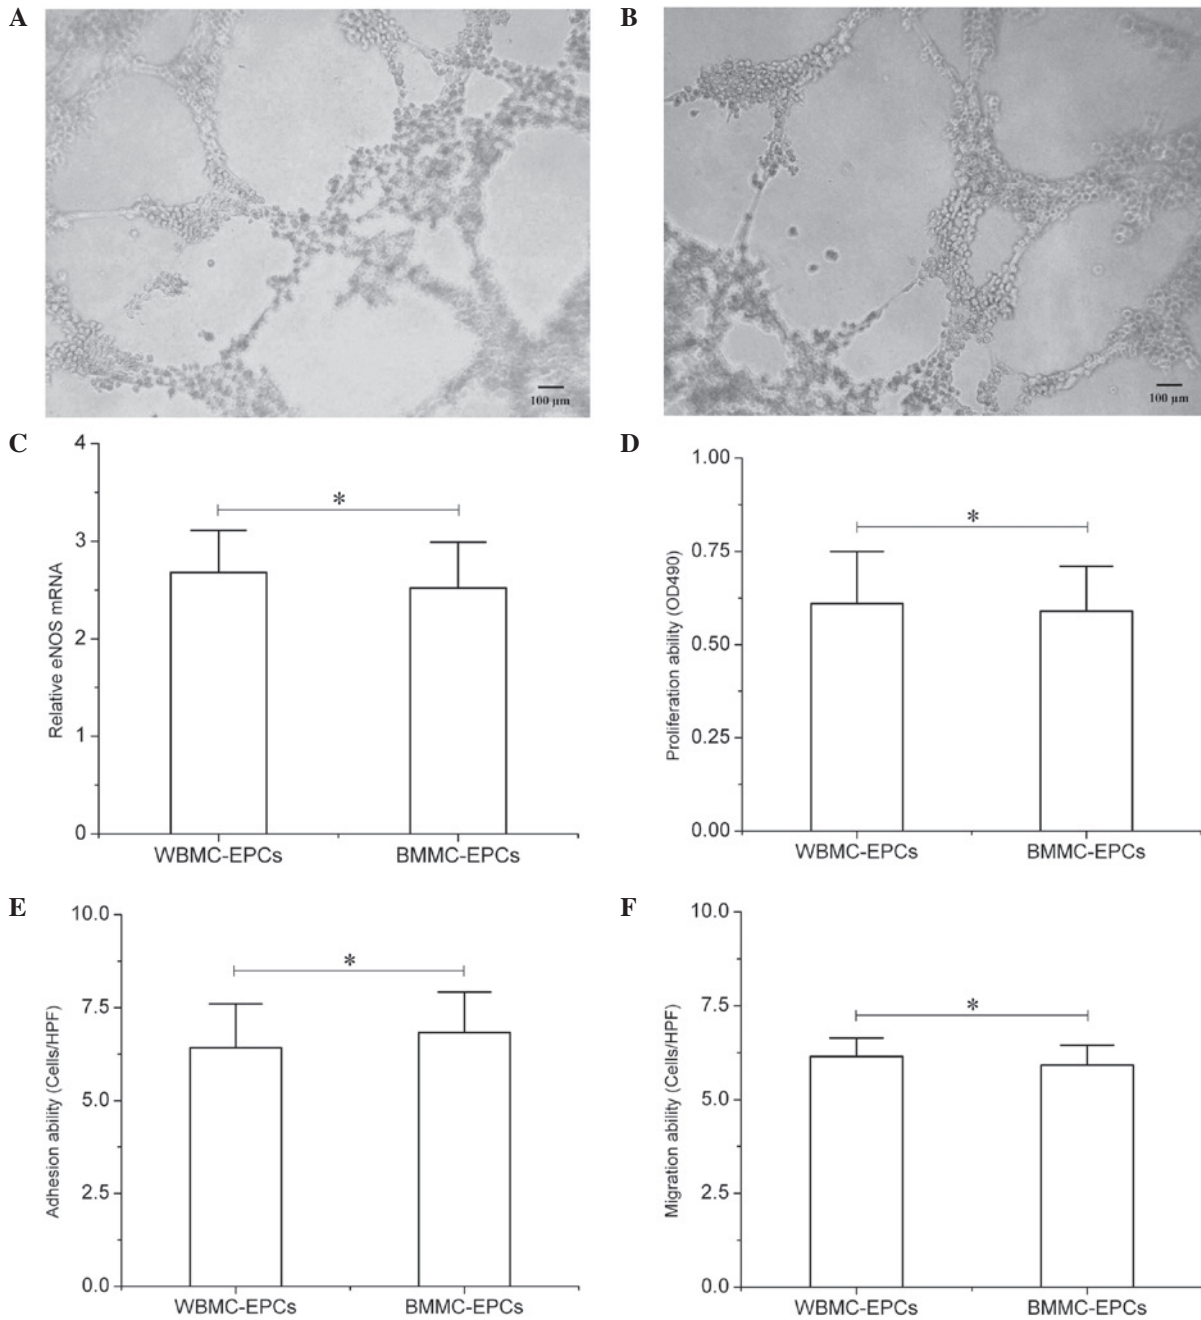 A
B
100 µm
100 µm
C
4
3
2
1
0
Relative eNOS mRNA
*
WBMC-EPCs
BMMC-EPCs
D
1.00
0.75
0.50
0.25
0.00
Proliferation ability (OD490)
*
WBMC-EPCs
BMMC-EPCs
E
10.0
7.5
5.0
2.5
0.0
Adhesion ability (Cells/HPF)
*
WBMC-EPCs
BMMC-EPCs
F
10.0
7.5
5.0
2.5
0.0
Migration ability (Cells/HPF)
*
WBMC-EPCs
BMMC-EPCs